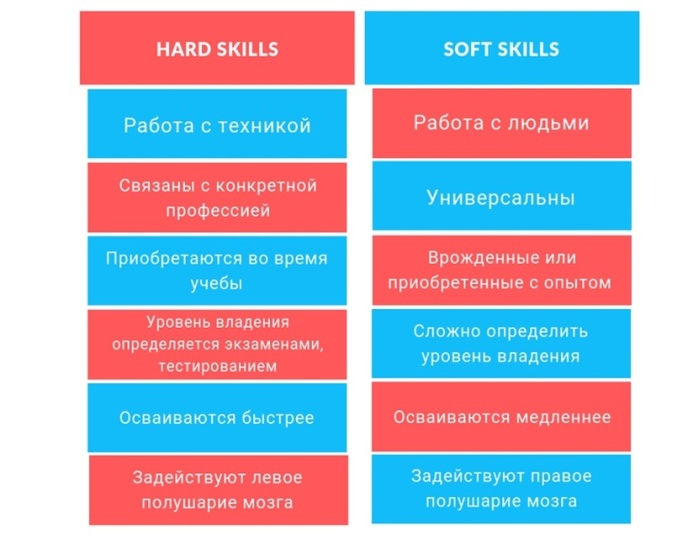 HARD SKILLS
SOFT SKILLS
Работа с техникой
Работа с людьми
Связаны с конкретной
профессией
Универсальны
Приобретаются во время
учебы
Врожденные или
приобретенные с опытом
Уровень владения
определяется экзаменами,
тестированием
Сложно определить
уровень владения
Осваиваются быстрее
Осваиваются медленнее
Задействуют левое
полушарие мозга
Задействуют правое
полушарие мозга